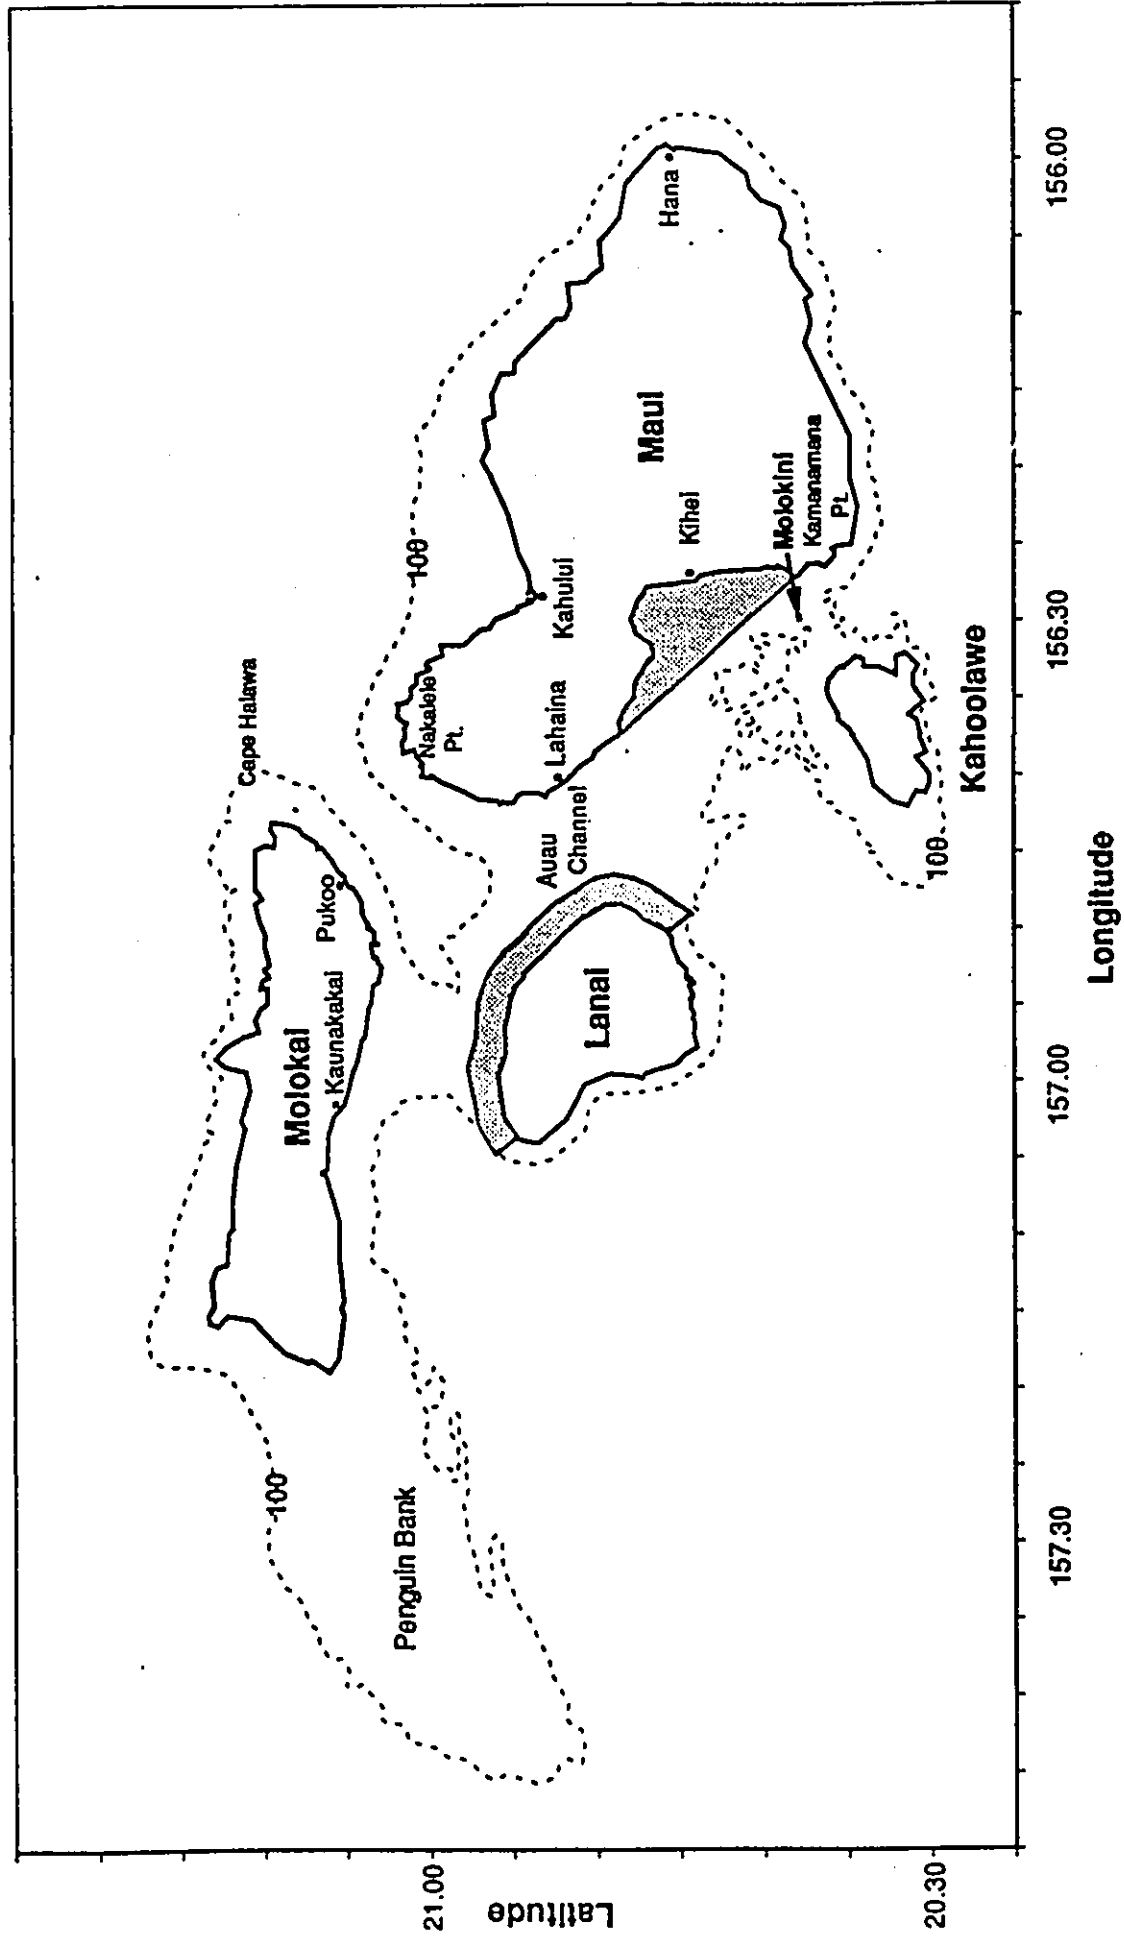 Cape Halawa
100
Molokai
Pukoo
Kaunakakai
100
Penguin Bank
Nakalele
Pt.
Lahaina
Kahului
Auau
Channel
Lanai
Maui
Hana
Kihei
Molokini
Kamanamana
Pt.
Kahoolawe
100
Latitude
21.00
20.30
157.30
157.00
156.30
156.00
Longitude